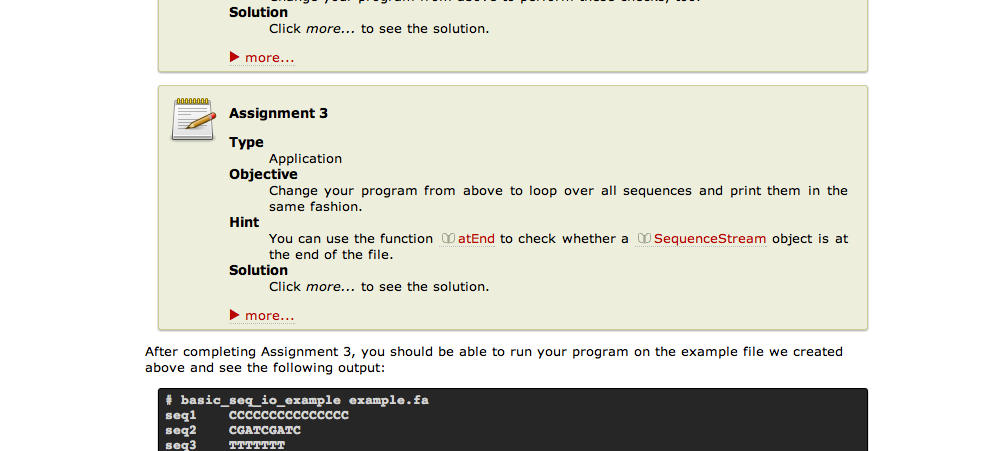 Solution
Click more... to see the solution.
more...
Assignment 3
Type
Application
Objective
Change your program from above to loop over all sequences and print them in the
same fashion.
Hint
You can use the function atEnd to check whether a SequenceStream object is at
the end of the file.
Solution
Click more... to see the solution.
more...
After completing Assignment 3, you should be able to run your program on the example file we created
above and see the following output:
# basic_seq_io_example example.fa
seq1 CCCCCCCCCCCCCCC
seq2 CGATCGATC
seq3 TTTTTTT